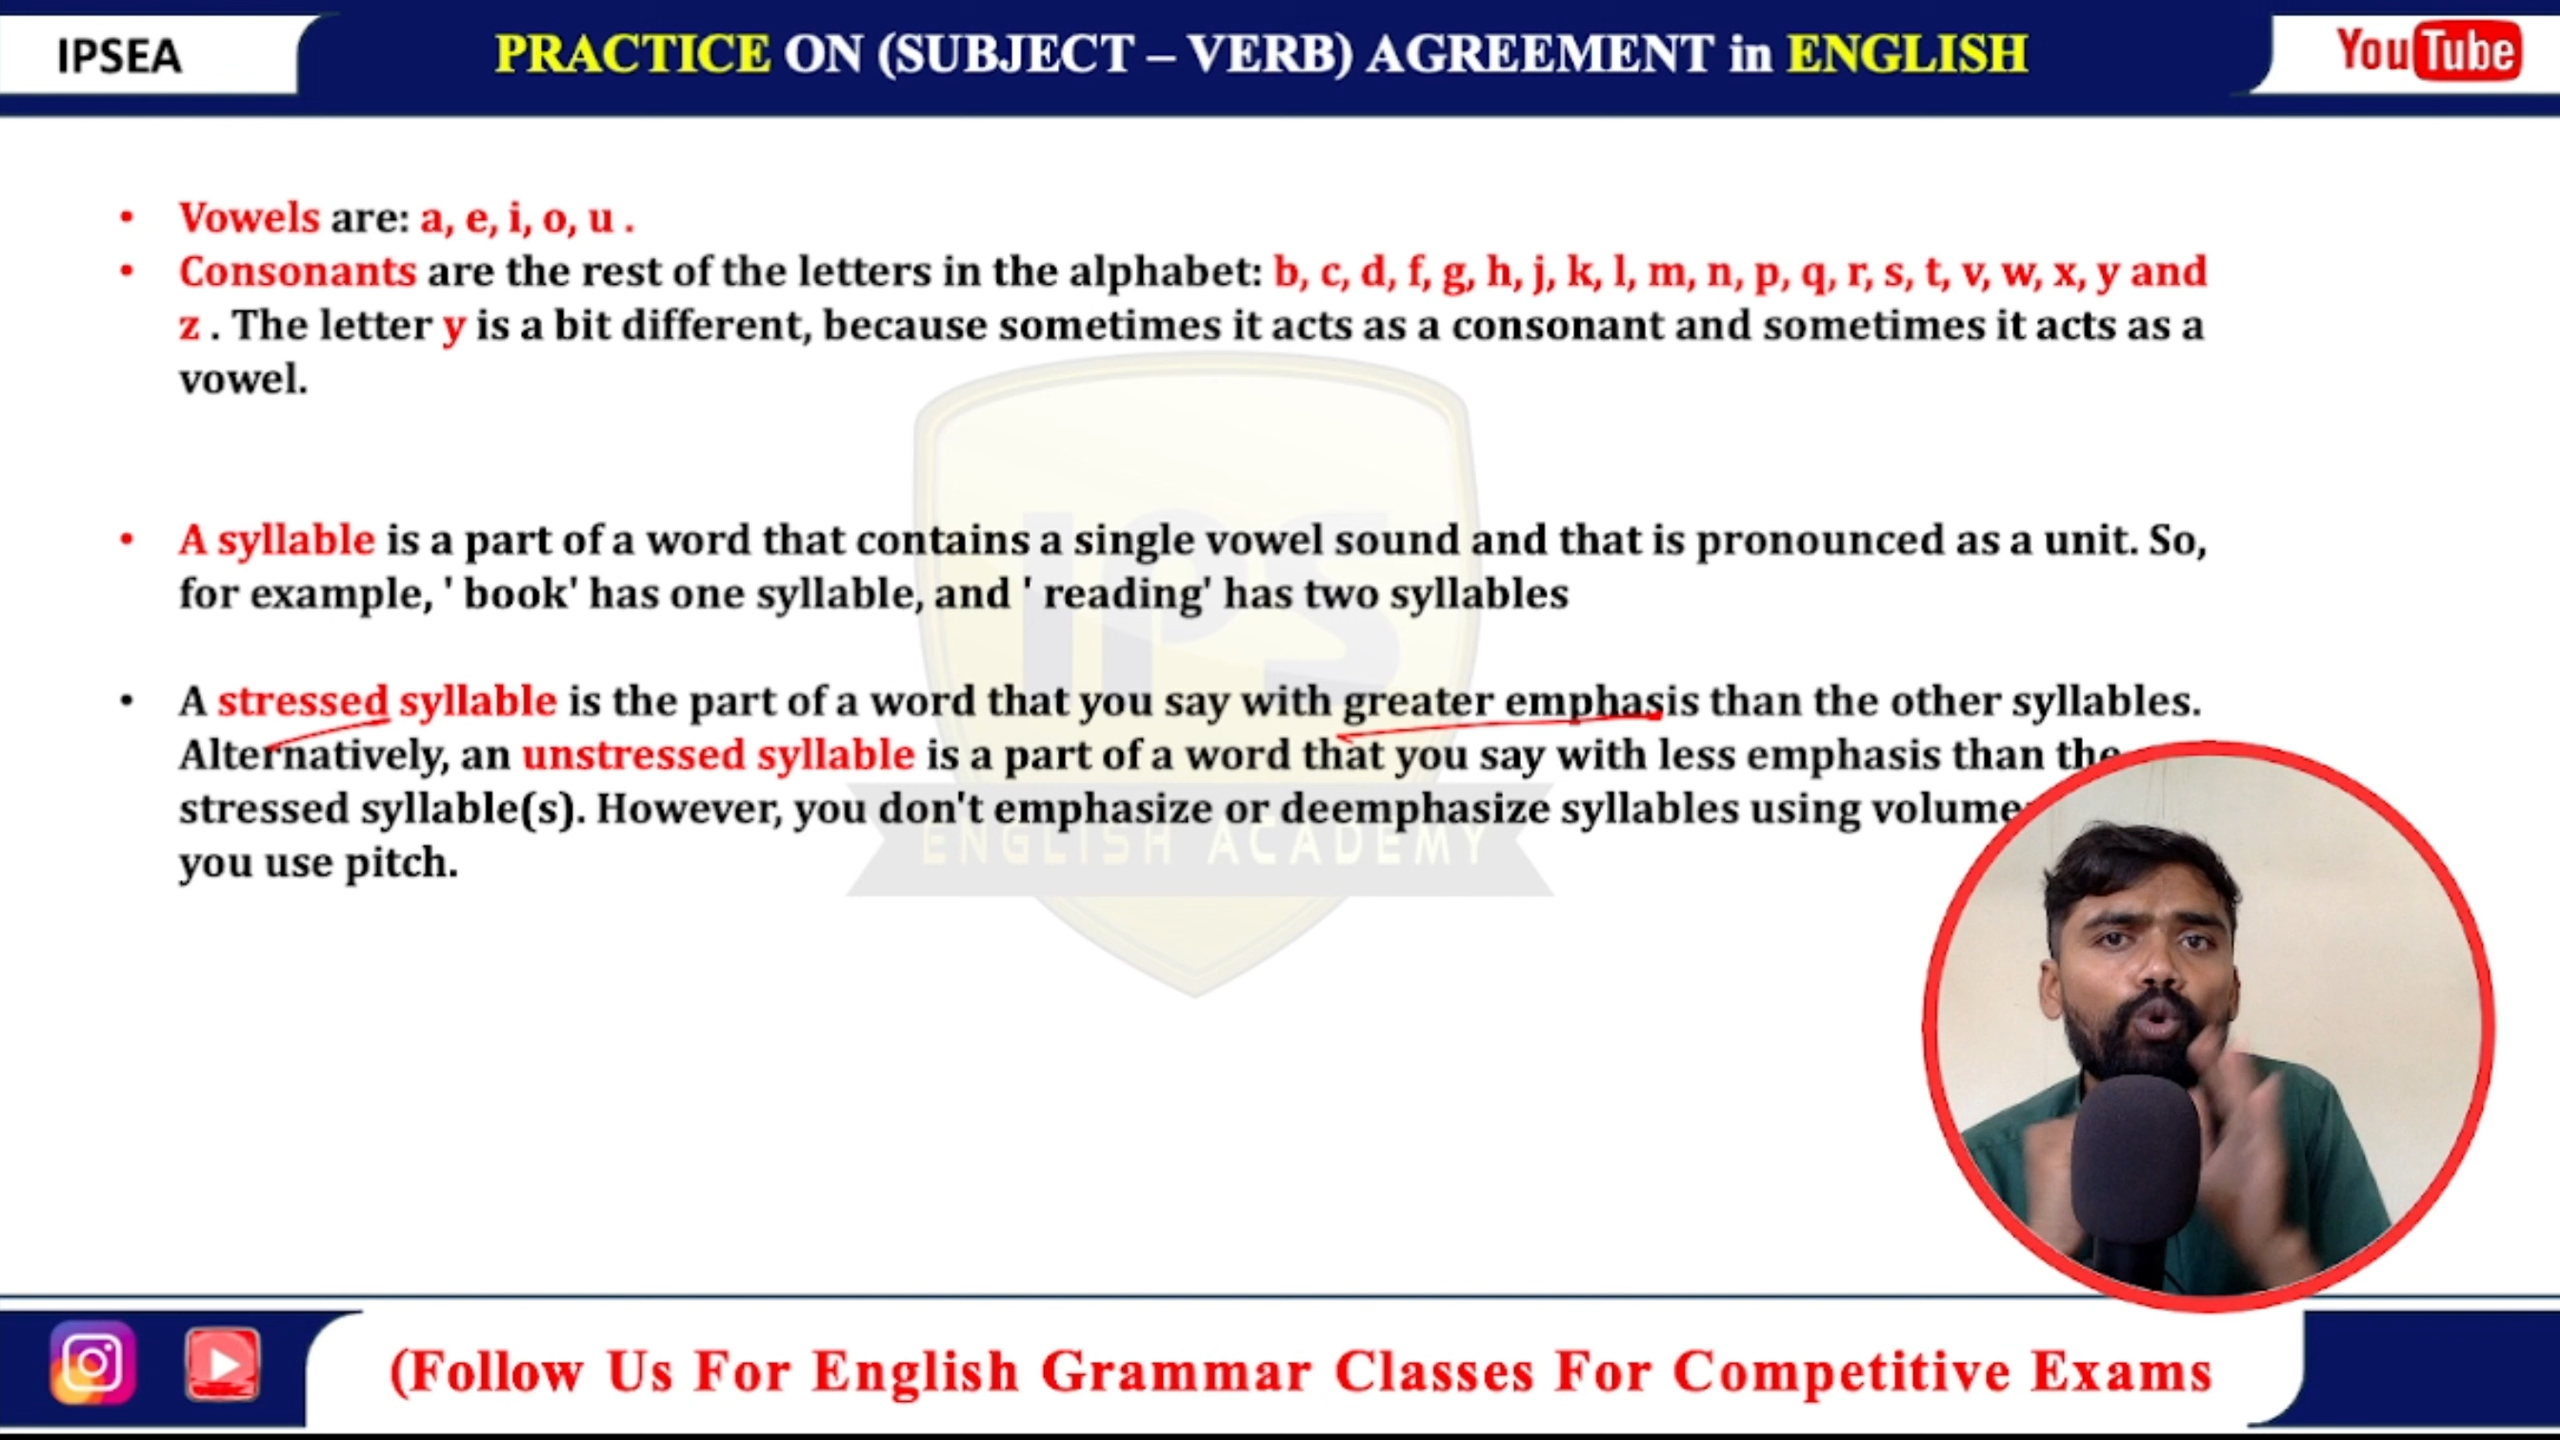 IPSEA
PRACTICE ON (SUBJECT – VERB) AGREEMENT in ENGLISH
YouTube
• Vowels are: a, e, i, o, u .
• Consonants are the rest of the letters in the alphabet: b, c, d, f, g, h, j, k, l, m, n, p, q, r, s, t, v, w, x, y and
z . The letter y is a bit different, because sometimes it acts as a consonant and sometimes it acts as a
vowel.
• A syllable is a part of a word that contains a single vowel sound and that is pronounced as a unit. So,
for example, ' book' has one syllable, and ' reading' has two syllables
• A stressed syllable is the part of a word that you say with greater emphasis than the other syllables.
Alternatively, an unstressed syllable is a part of a word that you say with less emphasis than the
stressed syllable(s). However, you don't emphasize or deemphasize syllables using volume
you use pitch.
IPS
ENGLISH ACADEMY
(Follow Us For English Grammar Classes For Competitive Exams